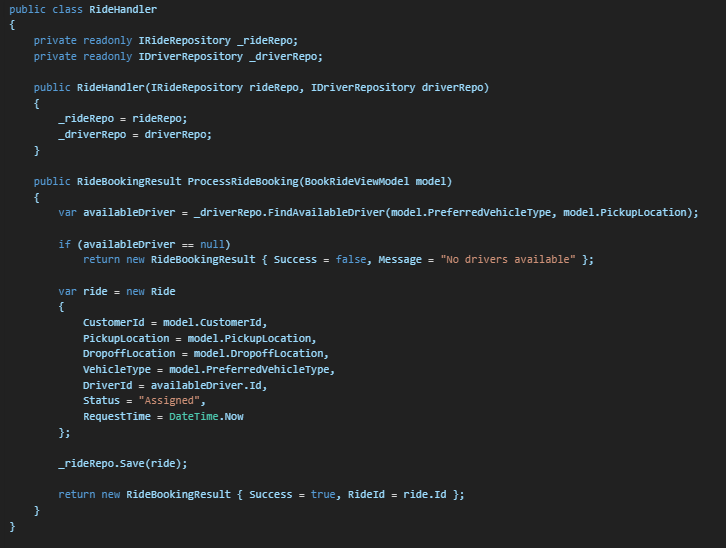 public class RideHandler
{
    private readonly IRideRepository _rideRepo;
    private readonly IDriverRepository _driverRepo;

    public RideHandler(IRideRepository rideRepo, IDriverRepository driverRepo)
    {
        _rideRepo = rideRepo;
        _driverRepo = driverRepo;
    }

    public RideBookingResult ProcessRideBooking(BookRideViewModel model)
    {
        var availableDriver = _driverRepo.FindAvailableDriver(model.PreferredVehicleType, model.PickupLocation);

        if (availableDriver == null)
            return new RideBookingResult { Success = false, Message = "No drivers available" };

        var ride = new Ride
        {
            CustomerId = model.CustomerId,
            PickupLocation = model.PickupLocation,
            DropoffLocation = model.DropoffLocation,
            VehicleType = model.PreferredVehicleType,
            DriverId = availableDriver.Id,
            Status = "Assigned",
            RequestTime = DateTime.Now
        };

        _rideRepo.Save(ride);

        return new RideBookingResult { Success = true, RideId = ride.Id };
    }
}